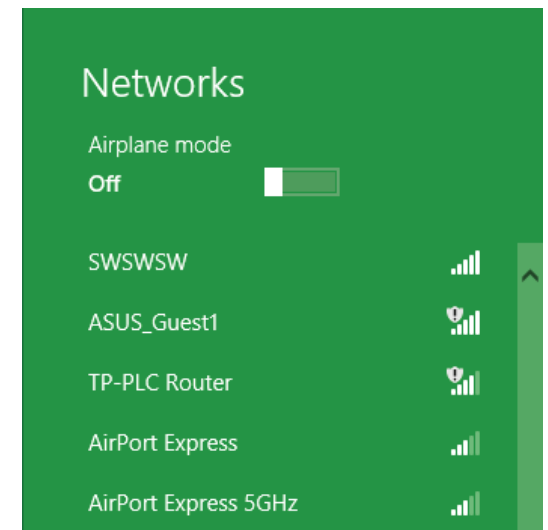 Networks
Airplane mode
Off
SWSWSW
ASUS_Guest1
TP-PLC Router
AirPort Express
AirPort Express 5GHz